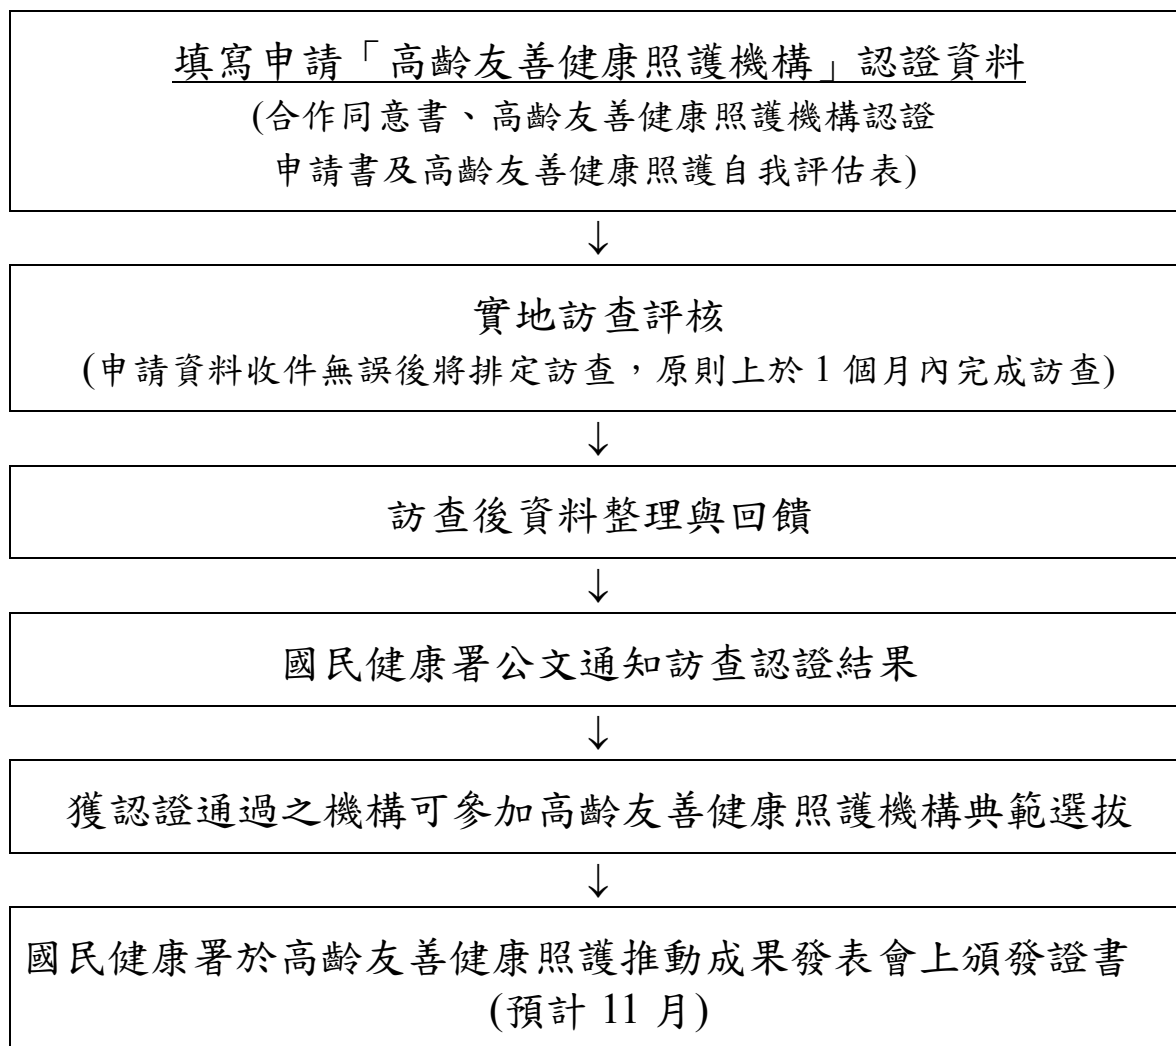 填寫申請「高齡友善健康照護機構」認證資料
(合作同意書、高齡友善健康照護機構認證
申請書及高齡友善健康照護自我評估表)
↓
實地訪查評核
(申請資料收件無誤後將排定訪查，原則上於 1 個月內完成訪查)
↓
訪查後資料整理與回饋
↓
國民健康署公文通知訪查認證結果
↓
獲認證通過之機構可參加高齡友善健康照護機構典範選拔
↓
國民健康署於高齡友善健康照護推動成果發表會上頒發證書
(預計 11 月)